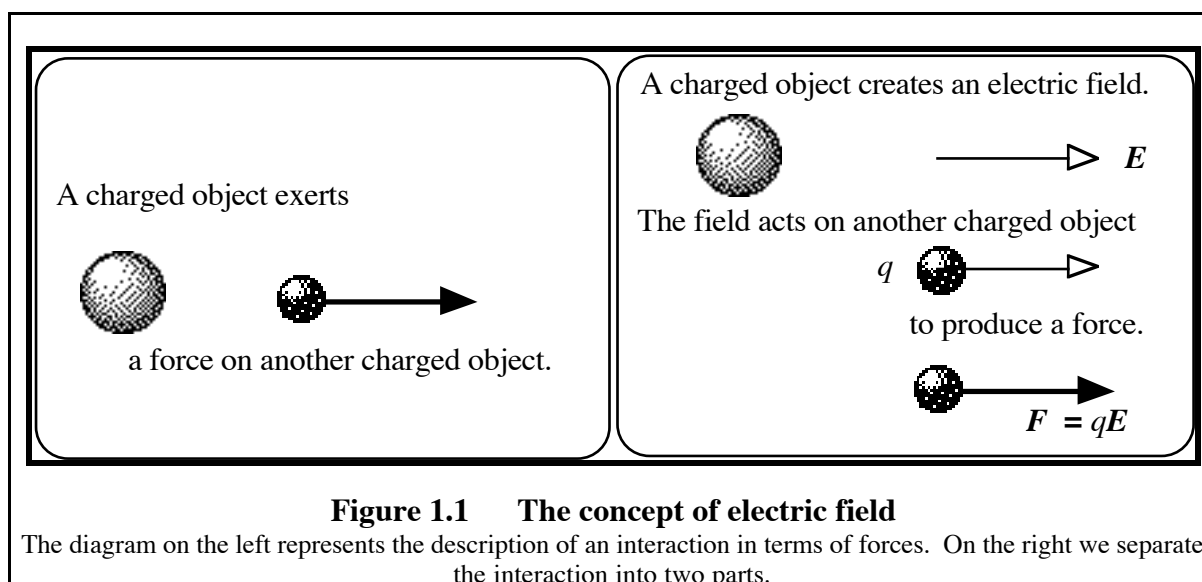 A charged object exerts
a force on another charged object.
A charged object creates an electric field.
E
The field acts on another charged object
q
to produce a force.
F = qE
Figure 1.1 The concept of electric field
The diagram on the left represents the description of an interaction in terms of forces. On the right we separate
the interaction into two parts.